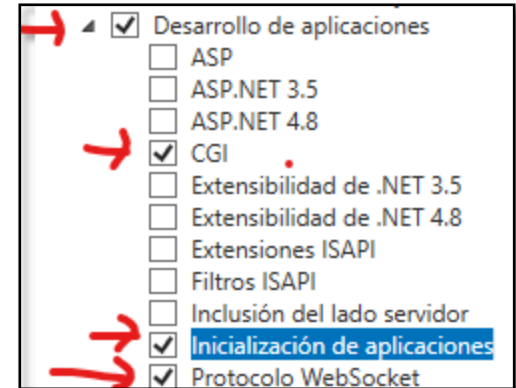 Desarrollo de aplicaciones
ASP
ASP.NET 3.5
ASP.NET 4.8
CGI
Extensibilidad de .NET 3.5
Extensibilidad de .NET 4.8
Extensiones ISAPI
Filtros ISAPI
Inclusión del lado servidor
Inicialización de aplicaciones
Protocolo WebSocket